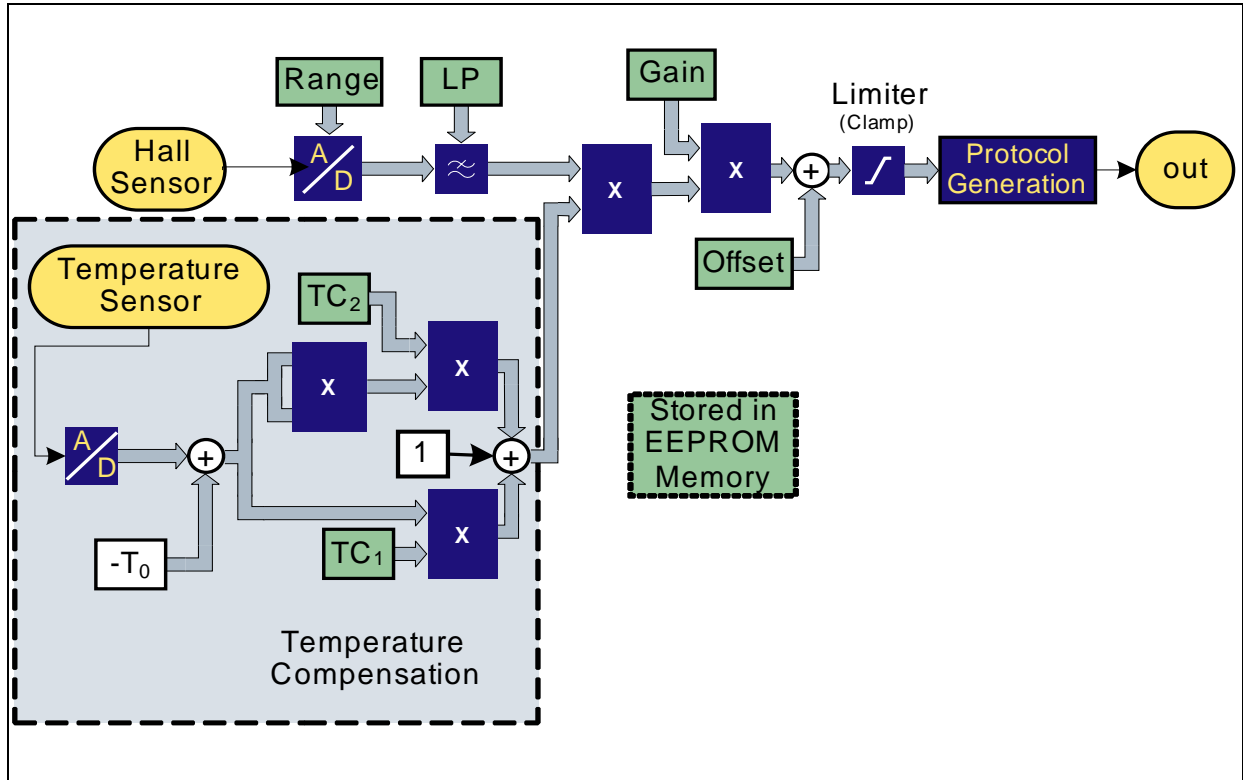 Range
LP
Gain
Limiter
(Clamp)
Hall
Sensor
A
D
X
X
Protocol
Generation
out
Offset
Temperature
Sensor
TC₂
X
X
A
D
1
-T₀
TC₁
X
Stored in
EEPROM
Memory
Temperature
Compensation